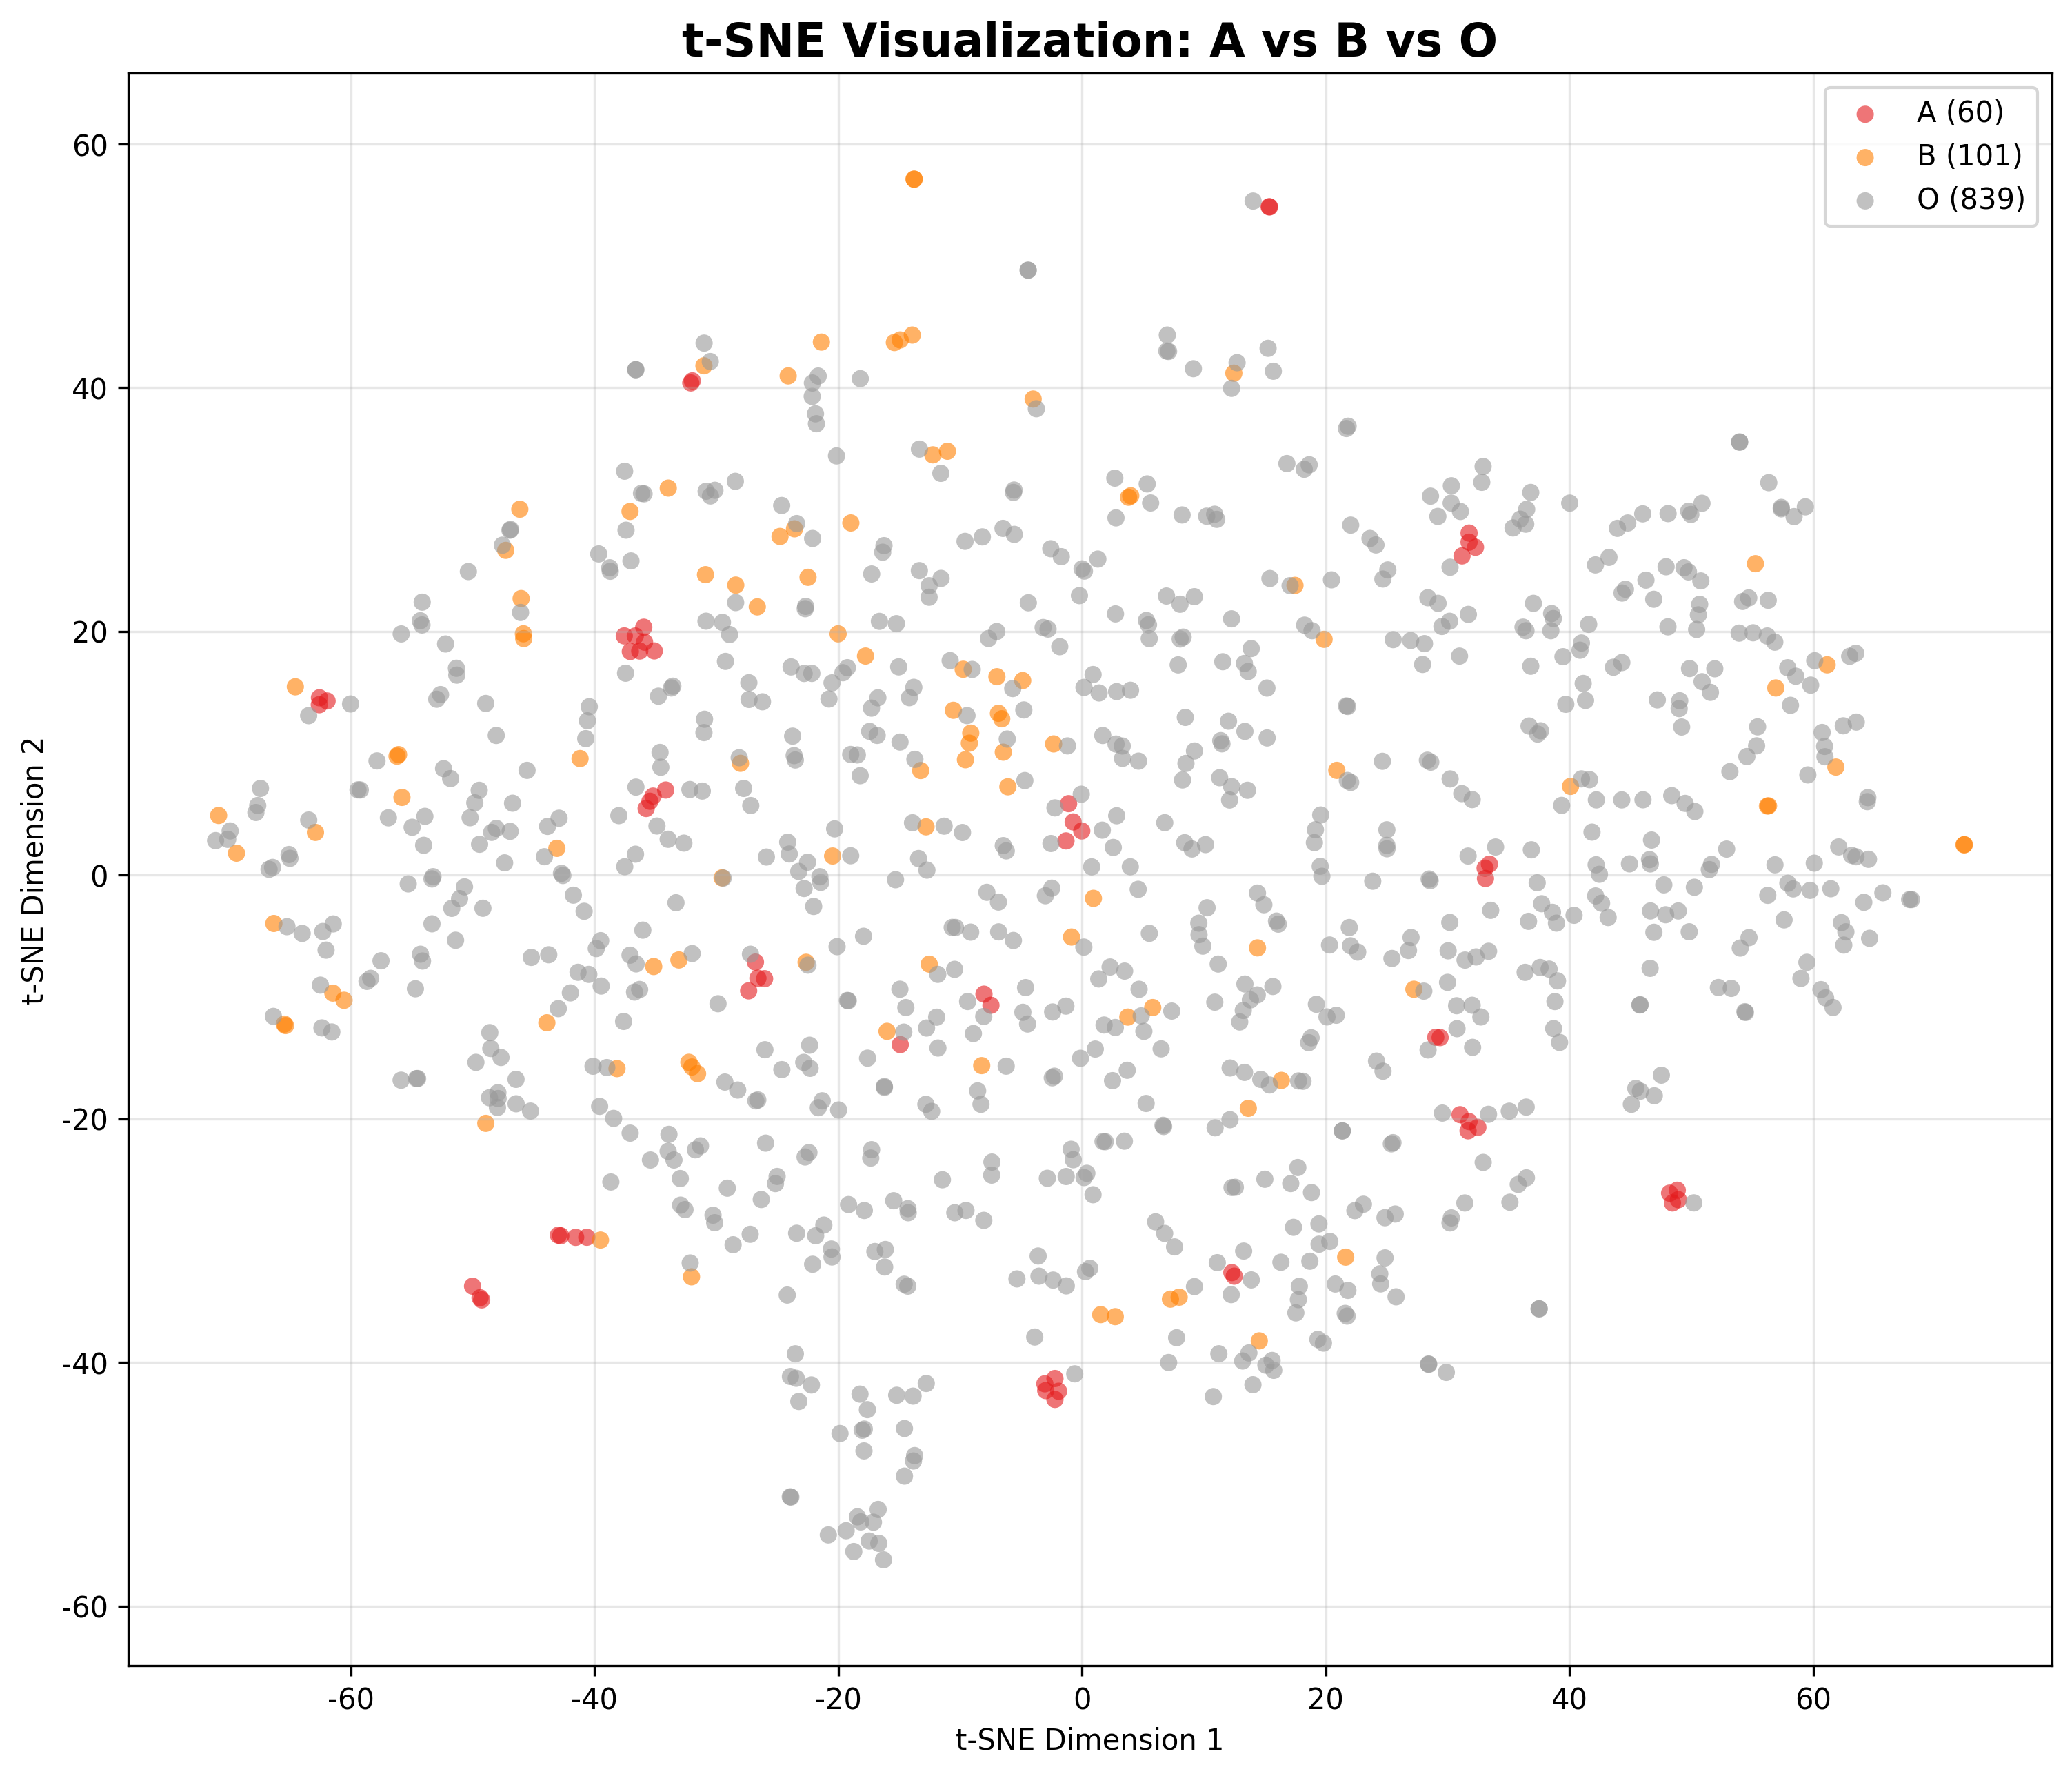 t-SNE Visualization: A vs B vs O
A (60)
B (101)
O (839)
60
40
20
0
-20
-40
-60
t-SNE Dimension 2
-60 -40 -20 0 20 40 60
t-SNE Dimension 1